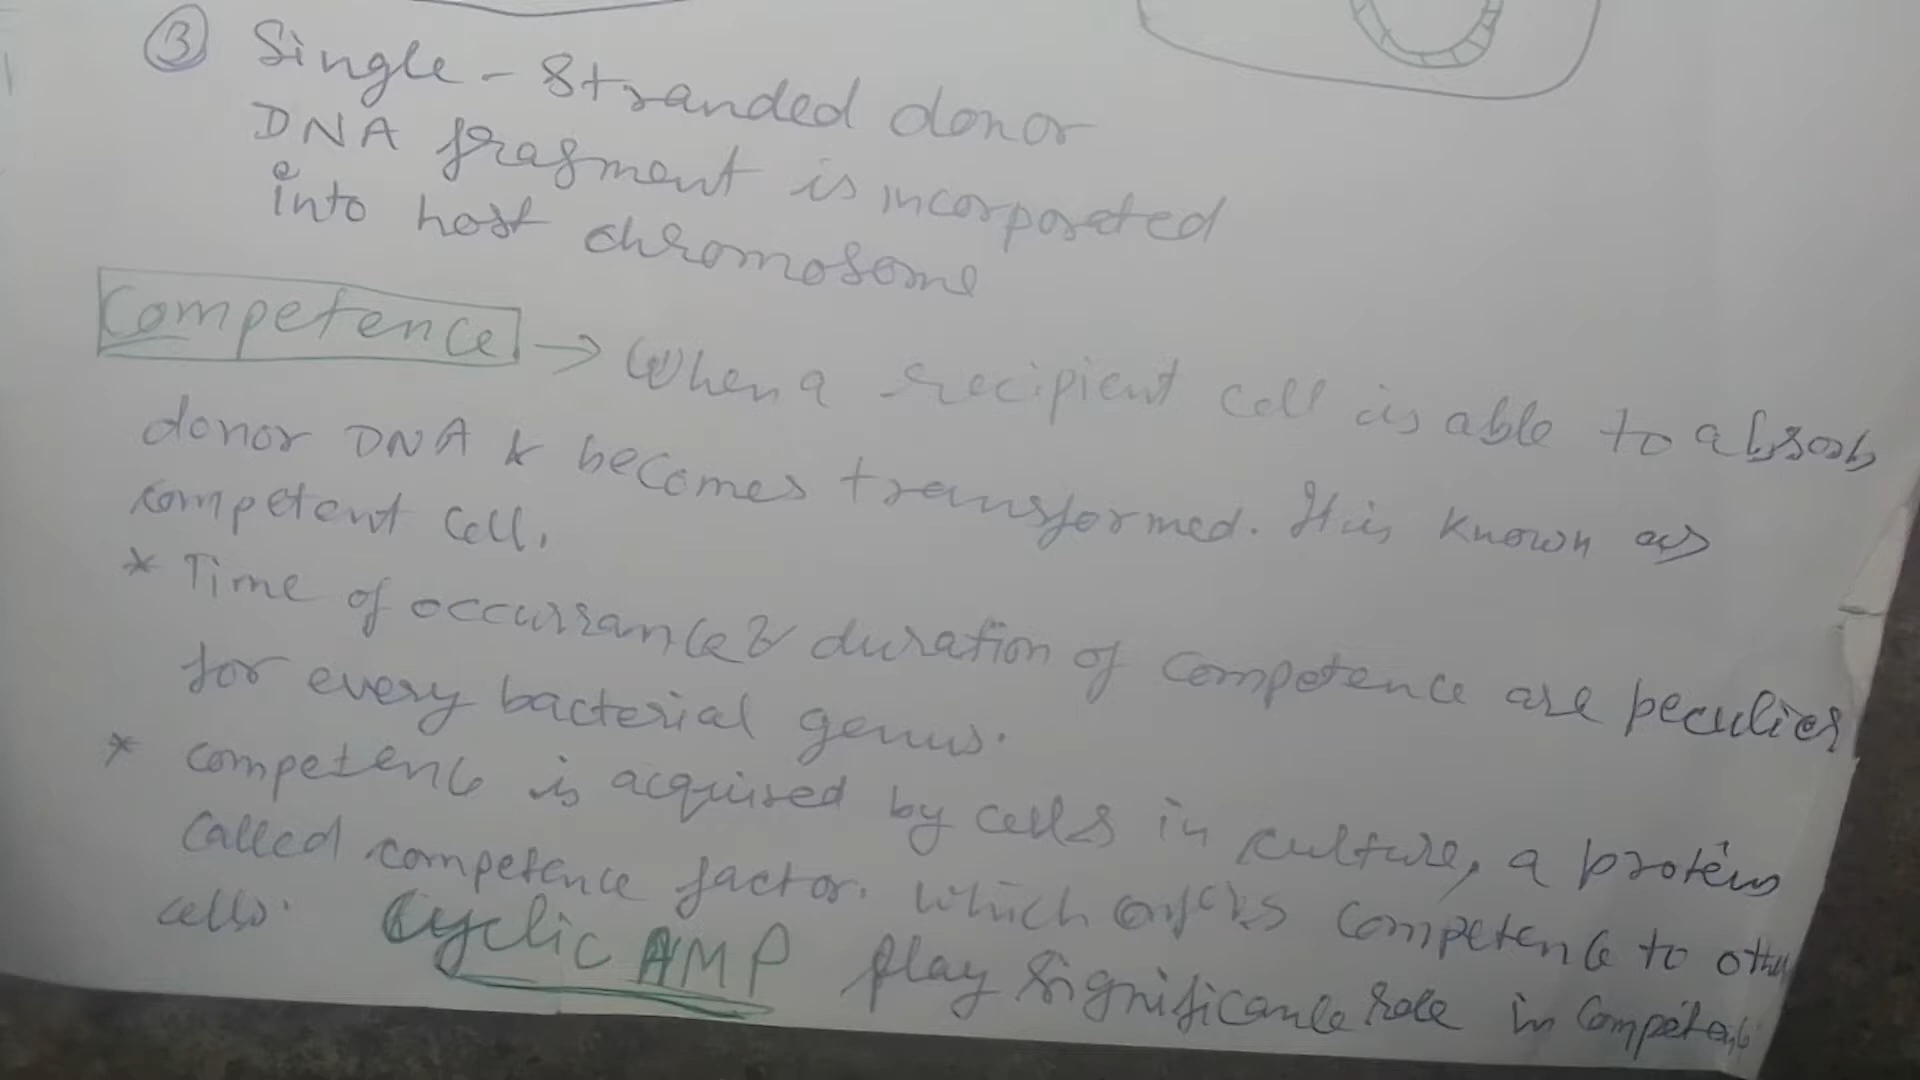 3 Single-Stranded donor
DNA fragment is incorporated
into host chromosome
Competence → When a recipient cell is able to absorb
donor DNA & becomes transformed. It is known as
competent cell.
* Time of occurrance & duration of competence are peculier
for every bacterial genus.
* competence is acquired by cells in culture, a protein
called competence factor. which confers competence to other
cells. Cyclic AMP play significance role in Competence